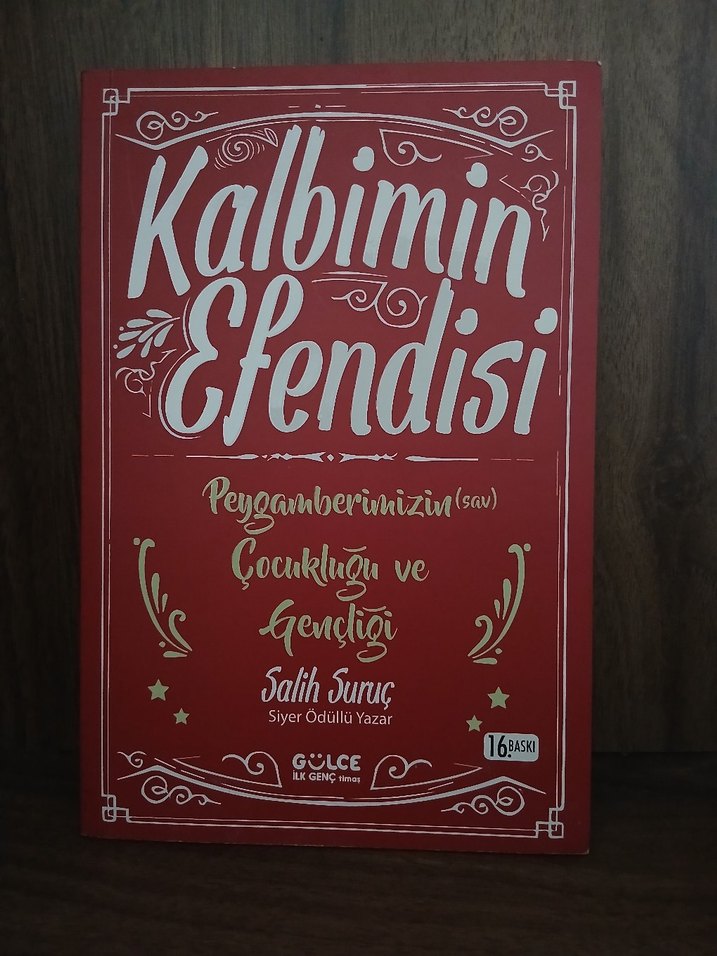 Kalbimin
Efendisi
Peygamberimizin (sav)
Çocukluğu ve
Gençliği
Salih Suruç
Siyer Ödüllü Yazar
16. BASKI
GÜLCE
İLK GENÇ timaş